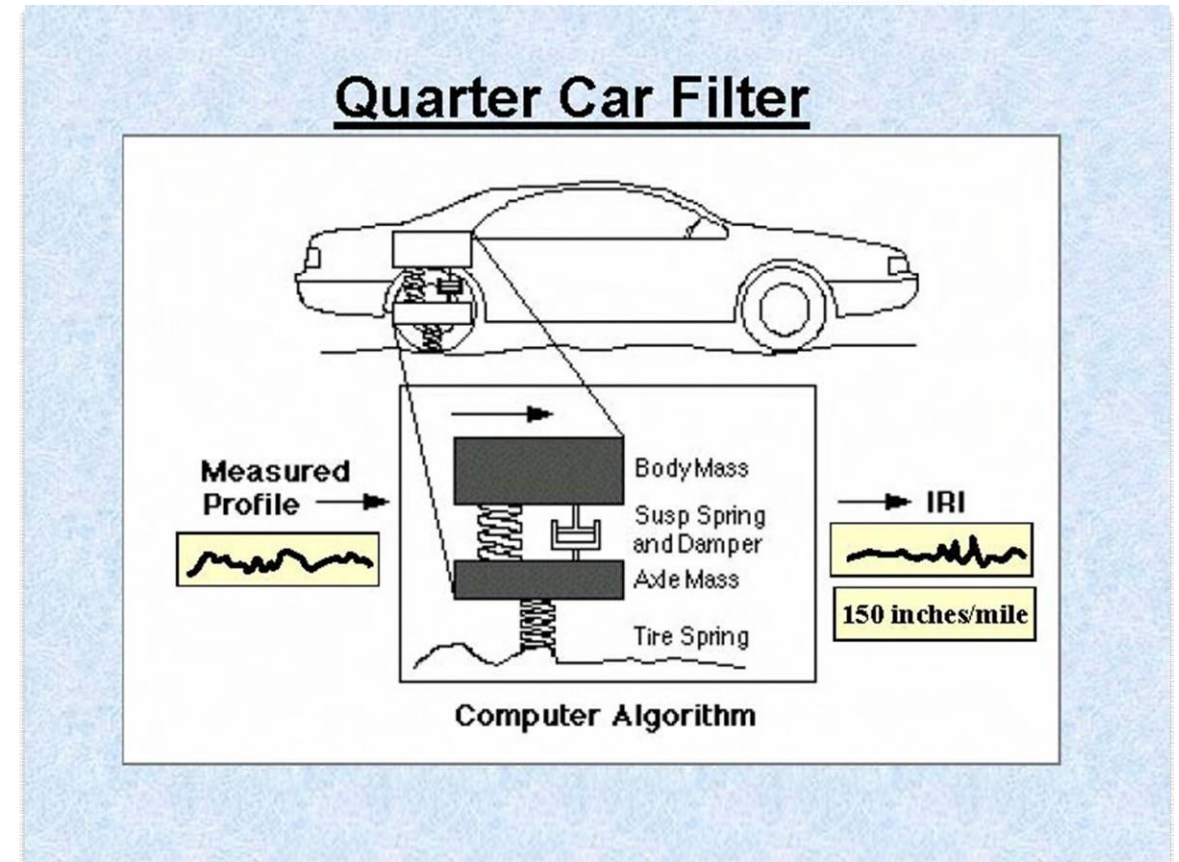 Quarter Car Filter
Measured
Profile
Body Mass
Susp Spring
and Damper
Axle Mass
Tire Spring
IRI
150 inches/mile
Computer Algorithm